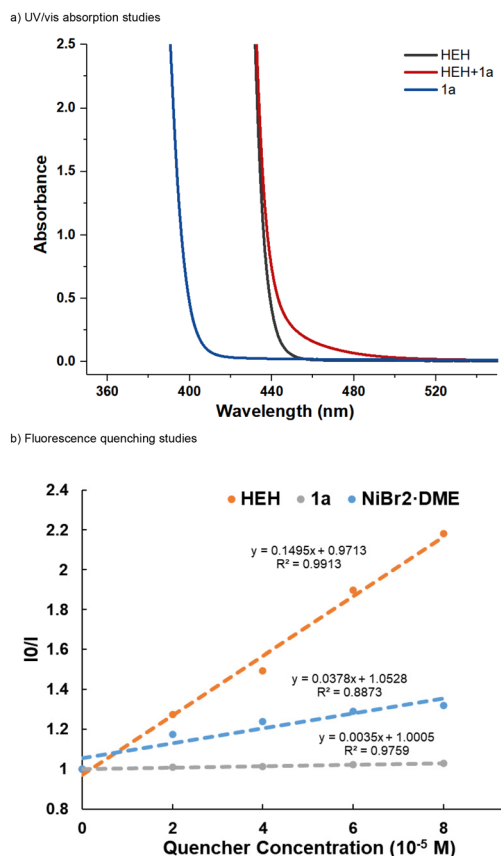 a) UV/vis absorption studies
2.5
2.0
1.5
1.0
0.5
0.0
Absorbance
HEH
HEH+1a
1a
360 400 440 480 520
Wavelength (nm)
b) Fluorescence quenching studies
2.4
2.2
2
1.8
1.6
1.4
1.2
1
0.8
I0/I
HEH 1a NiBr2·DME
y = 0.1495x + 0.9713
R² = 0.9913
y = 0.0378x + 1.0528
R² = 0.8873
y = 0.0035x + 1.0005
R² = 0.9759
0 2 4 6 8
Quencher Concentration (10⁻⁵ M)